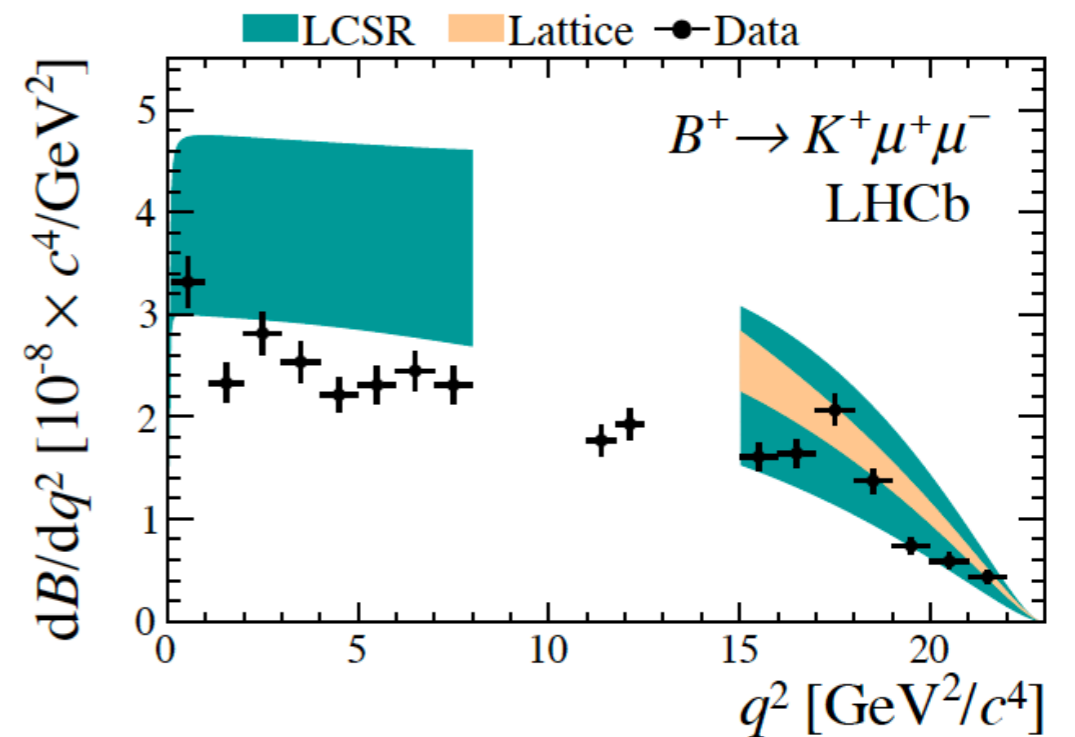 LCSR Lattice Data
B⁺→ K⁺μ⁺μ⁻
LHCb
dB/dq² [10⁻⁸ × c⁴/GeV²]
5
4
3
2
1
0
0 5 10 15 20
q² [GeV²/c⁴]